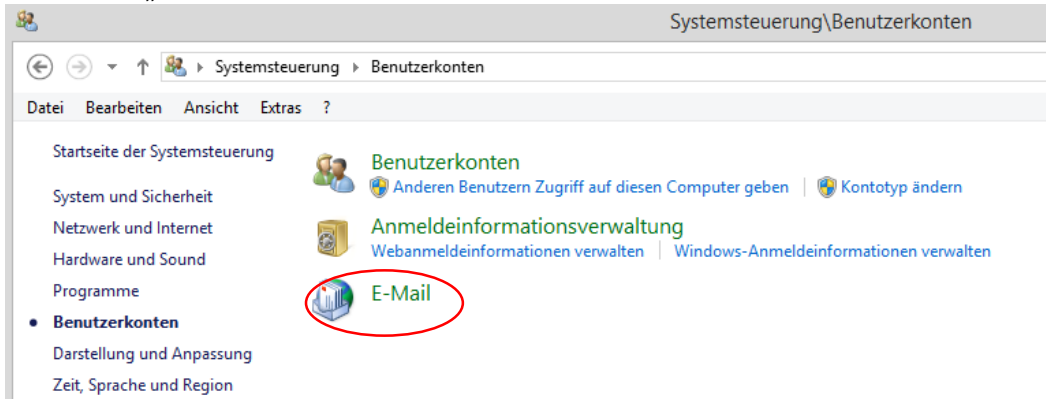 „
Systemsteuerung\Benutzerkonten
Systemsteuerung Benutzerkonten
Datei Bearbeiten Ansicht Extras ?
Startseite der Systemsteuerung
System und Sicherheit
Netzwerk und Internet
Hardware und Sound
Programme
Benutzerkonten
Darstellung und Anpassung
Zeit, Sprache und Region
Benutzerkonten
Anderen Benutzern Zugriff auf diesen Computer geben Kontotyp ändern
Anmeldeinformationsverwaltung
Webanmeldeinformationen verwalten Windows-Anmeldeinformationen verwalten
E-Mail